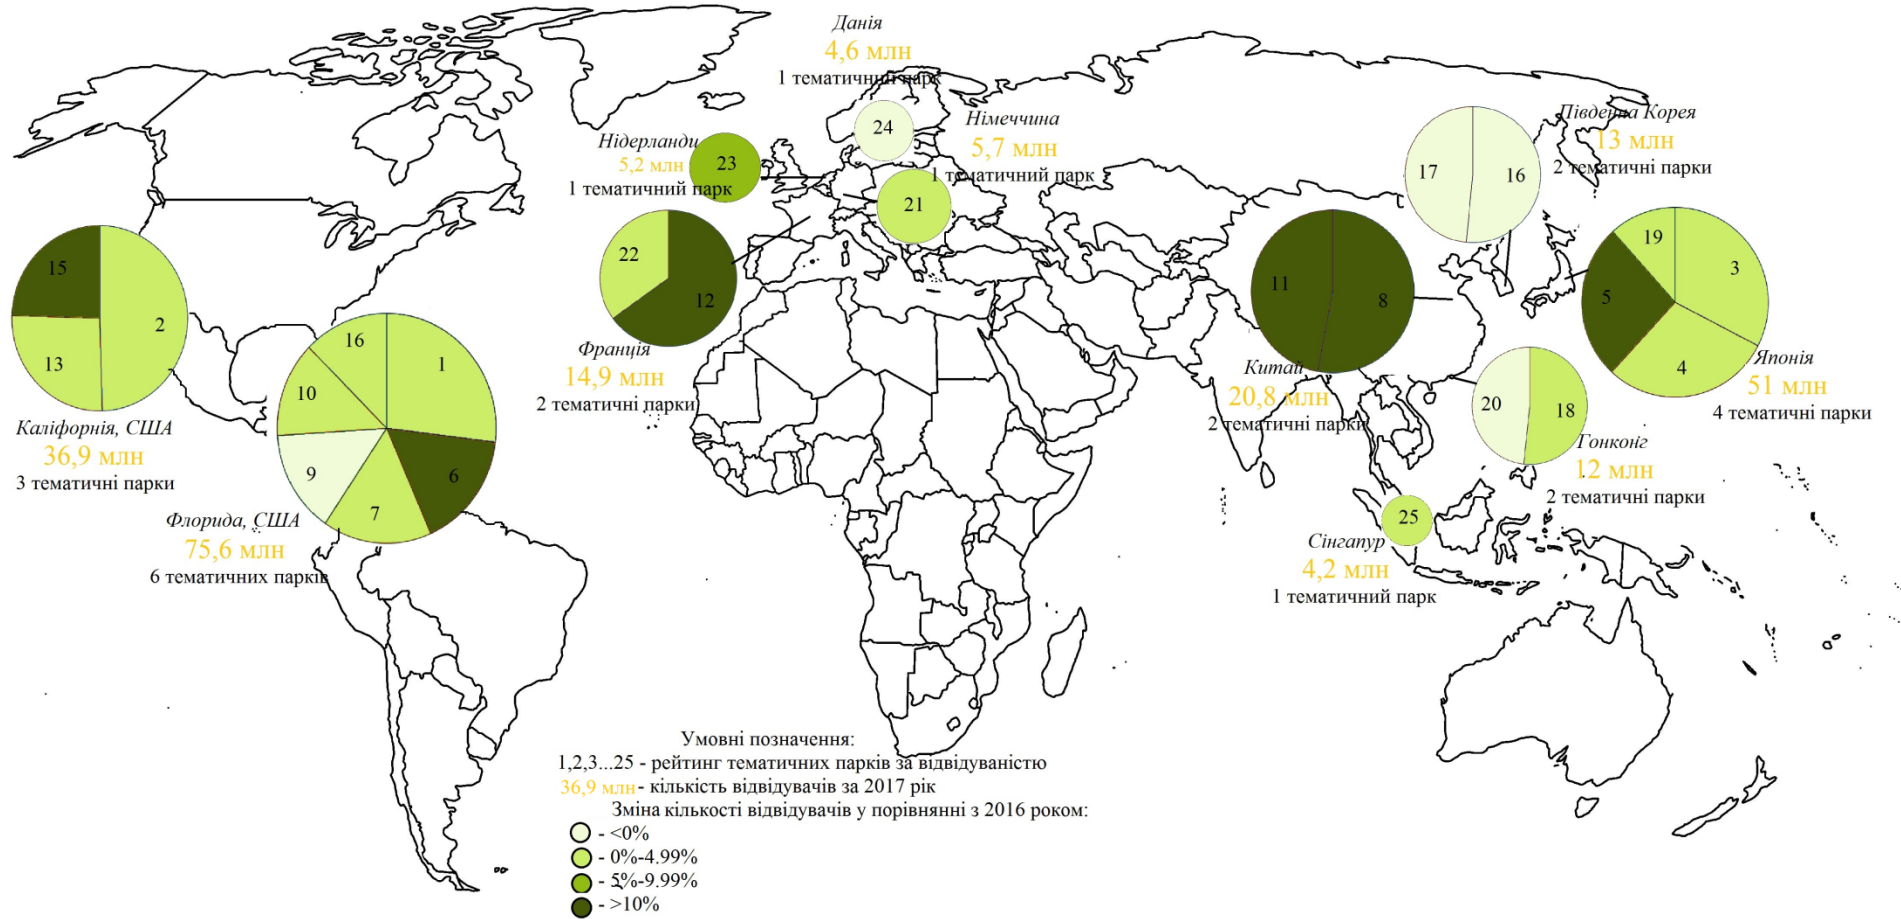 Данія
4,6 млн
1 тематичний парк
24
Нідерланди
5,2 млн
1 тематичний парк
23
Німеччина
5,7 млн
1 тематичний парк
21
Південна Корея
13 млн
2 тематичні парки
17
16
22
12
Франція
14,9 млн
2 тематичні парки
15
2
13
Каліфорнія, США
36,9 млн
3 тематичні парки
16
1
10
9
6
7
Флорида, США
75,6 млн
6 тематичних парків
11
8
Китай
20,8 млн
2 тематичні парки
19
3
5
4
Японія
51 млн
4 тематичні парки
20
18
Гонконг
12 млн
2 тематичні парки
25
Сінгапур
4,2 млн
1 тематичний парк
Умовні позначення:
1,2,3...25 - рейтинг тематичних парків за відвідуваністю
36,9 млн - кількість відвідувачів за 2017 рік
Зміна кількості відвідувачів у порівнянні з 2016 роком:
- <0%
- 0%-4.99%
- 5%-9.99%
- >10%